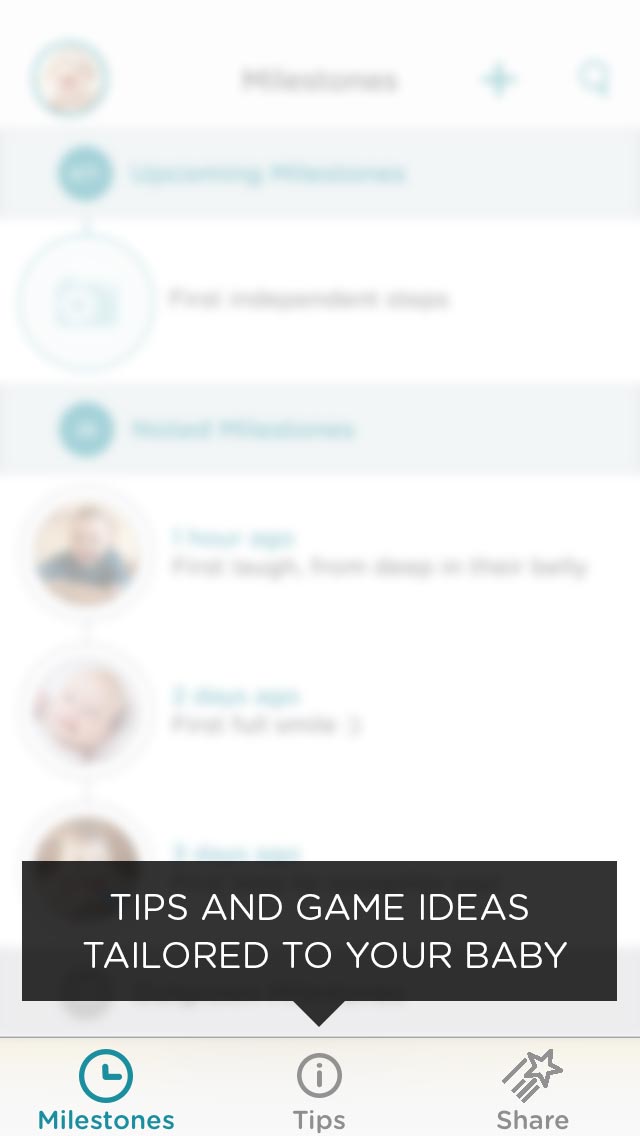 Milestones
Upcoming Milestones
First independent steps
Noted Milestones
1 hour ago
First laugh, from deep in their belly
2 days ago
First full smile :)
3 days ago
TIPS AND GAME IDEAS
TAILORED TO YOUR BABY
Milestones
Tips
Share